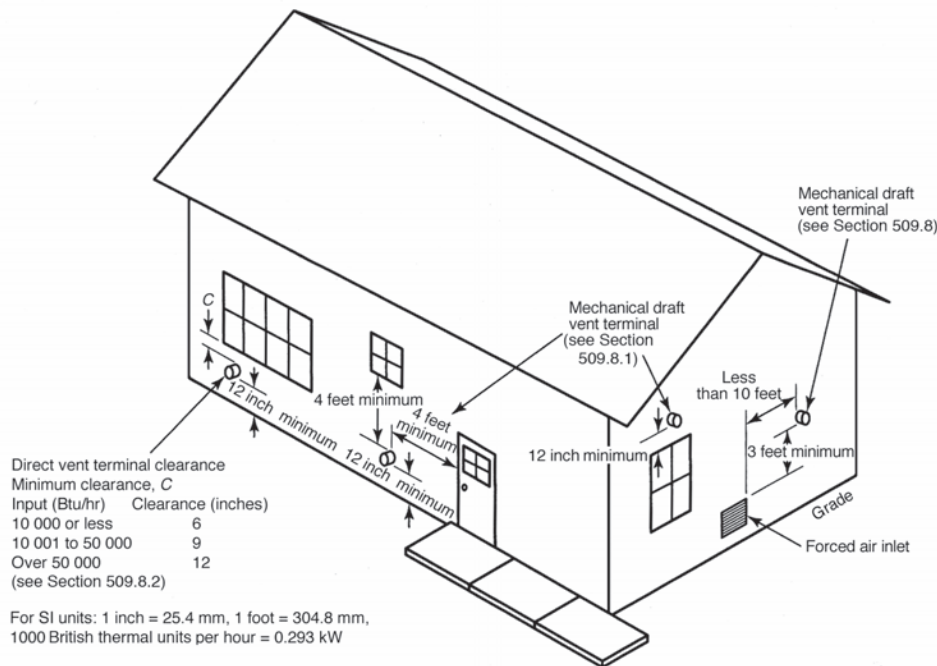 Mechanical draft
vent terminal
(see Section 509.8)
Mechanical draft
vent terminal
(see Section
509.8.1)
C
Less
than 10 feet
4 feet minimum
4 feet
minimum
12 inch minimum
12 inch minimum
12 inch minimum
3 feet minimum
Grade
Forced air inlet
Direct vent terminal clearance
Minimum clearance, C
Input (Btu/hr) Clearance (inches)
10 000 or less 6
10 001 to 50 000 9
Over 50 000 12
(see Section 509.8.2)
For SI units: 1 inch = 25.4 mm, 1 foot = 304.8 mm,
1000 British thermal units per hour = 0.293 kW